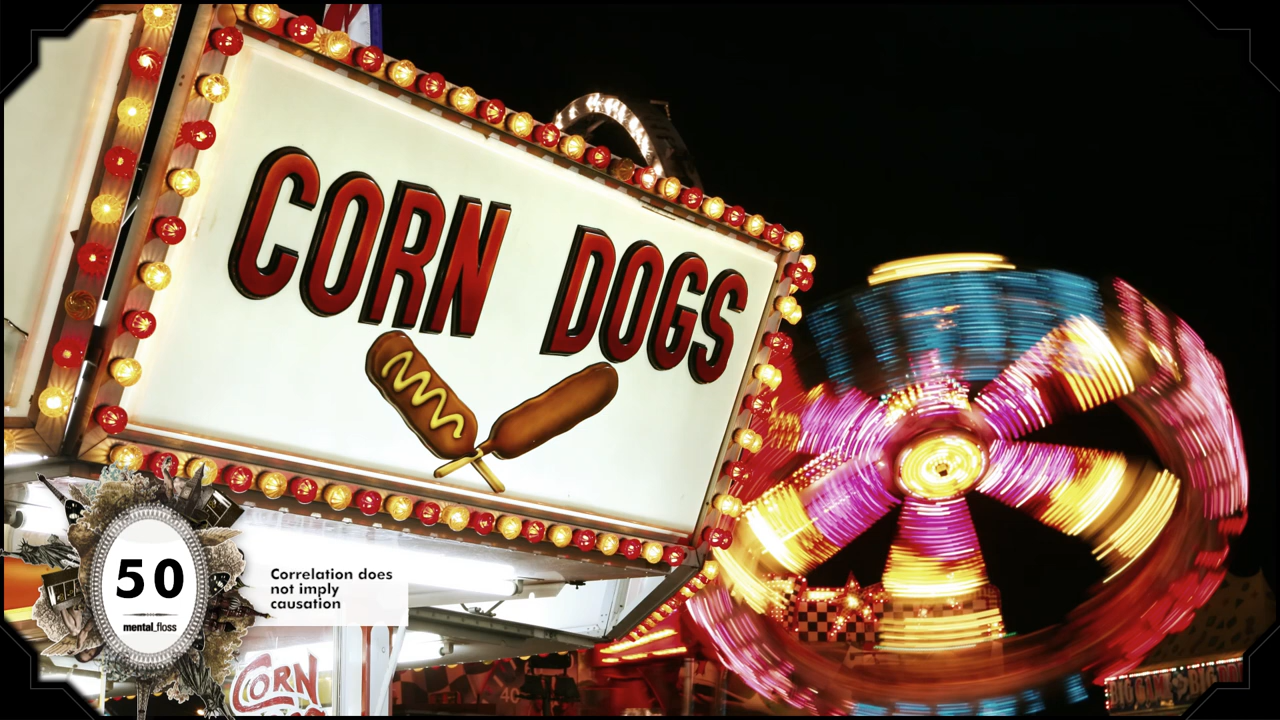 CORN DOGS
50
mental_floss
Correlation does
not imply
causation
CORN